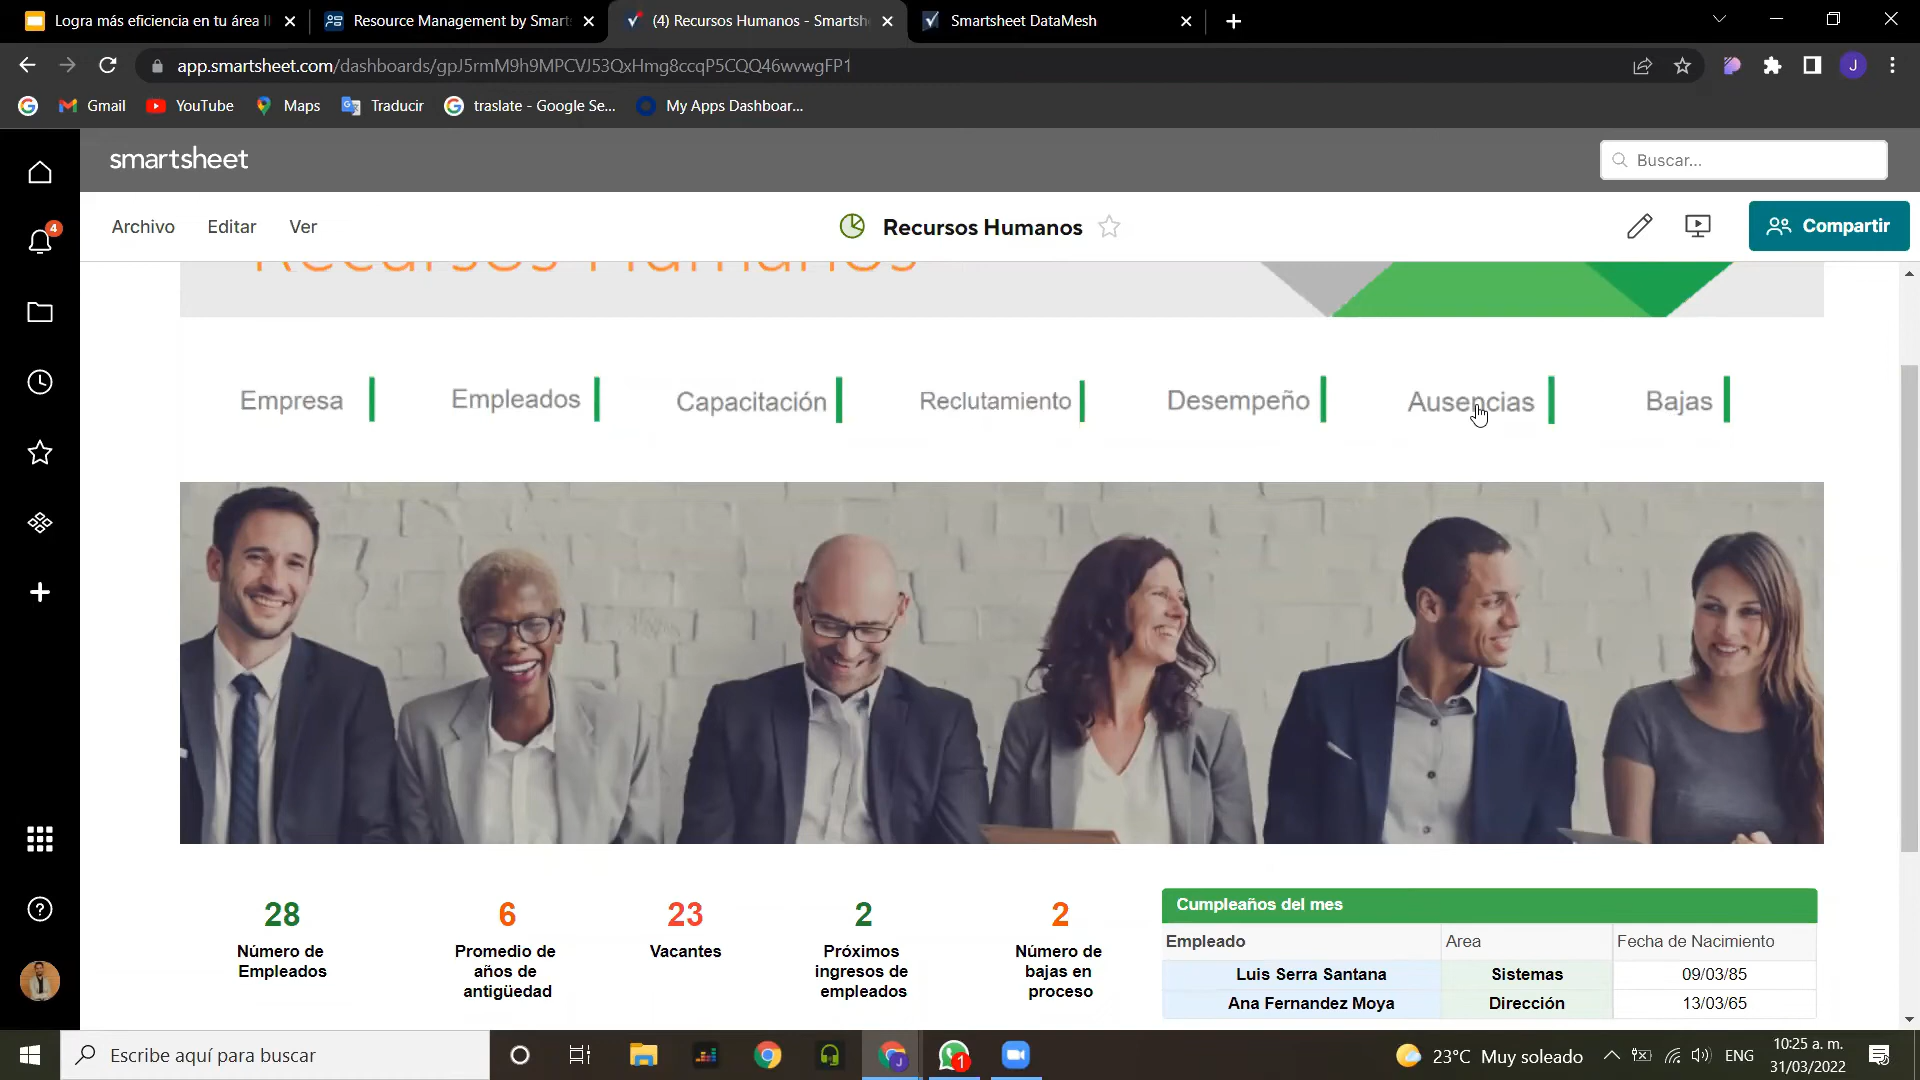 Logra más eficiencia en tu área
Resource Management by Smart
(4) Recursos Humanos - Smartsh
Smartsheet DataMesh
app.smartsheet.com/dashboards/gpJ5rmM9h9MPCVJ53QxHmg8ccqP5CQQ46wvwgFP1
J
Gmail
YouTube
Maps
Traducir
traslate - Google Se...
My Apps Dashboar...
smartsheet
Buscar...
4
Archivo
Editar
Ver
Recursos Humanos
Compartir
Recursos Humanos
Empresa
Empleados
Capacitación
Reclutamiento
Desempeño
Ausencias
Bajas
28
Número de
Empleados
6
Promedio de
años de
antigüedad
23
Vacantes
2
Próximos
ingresos de
empleados
2
Número de
bajas en
proceso
Cumpleaños del mes
Empleado Area Fecha de Nacimiento
Luis Serra Santana Sistemas 09/03/85
Ana Fernandez Moya Dirección 13/03/65
Escribe aquí para buscar
J
1
23°C Muy soleado
ENG
10:25 a. m.
31/03/2022